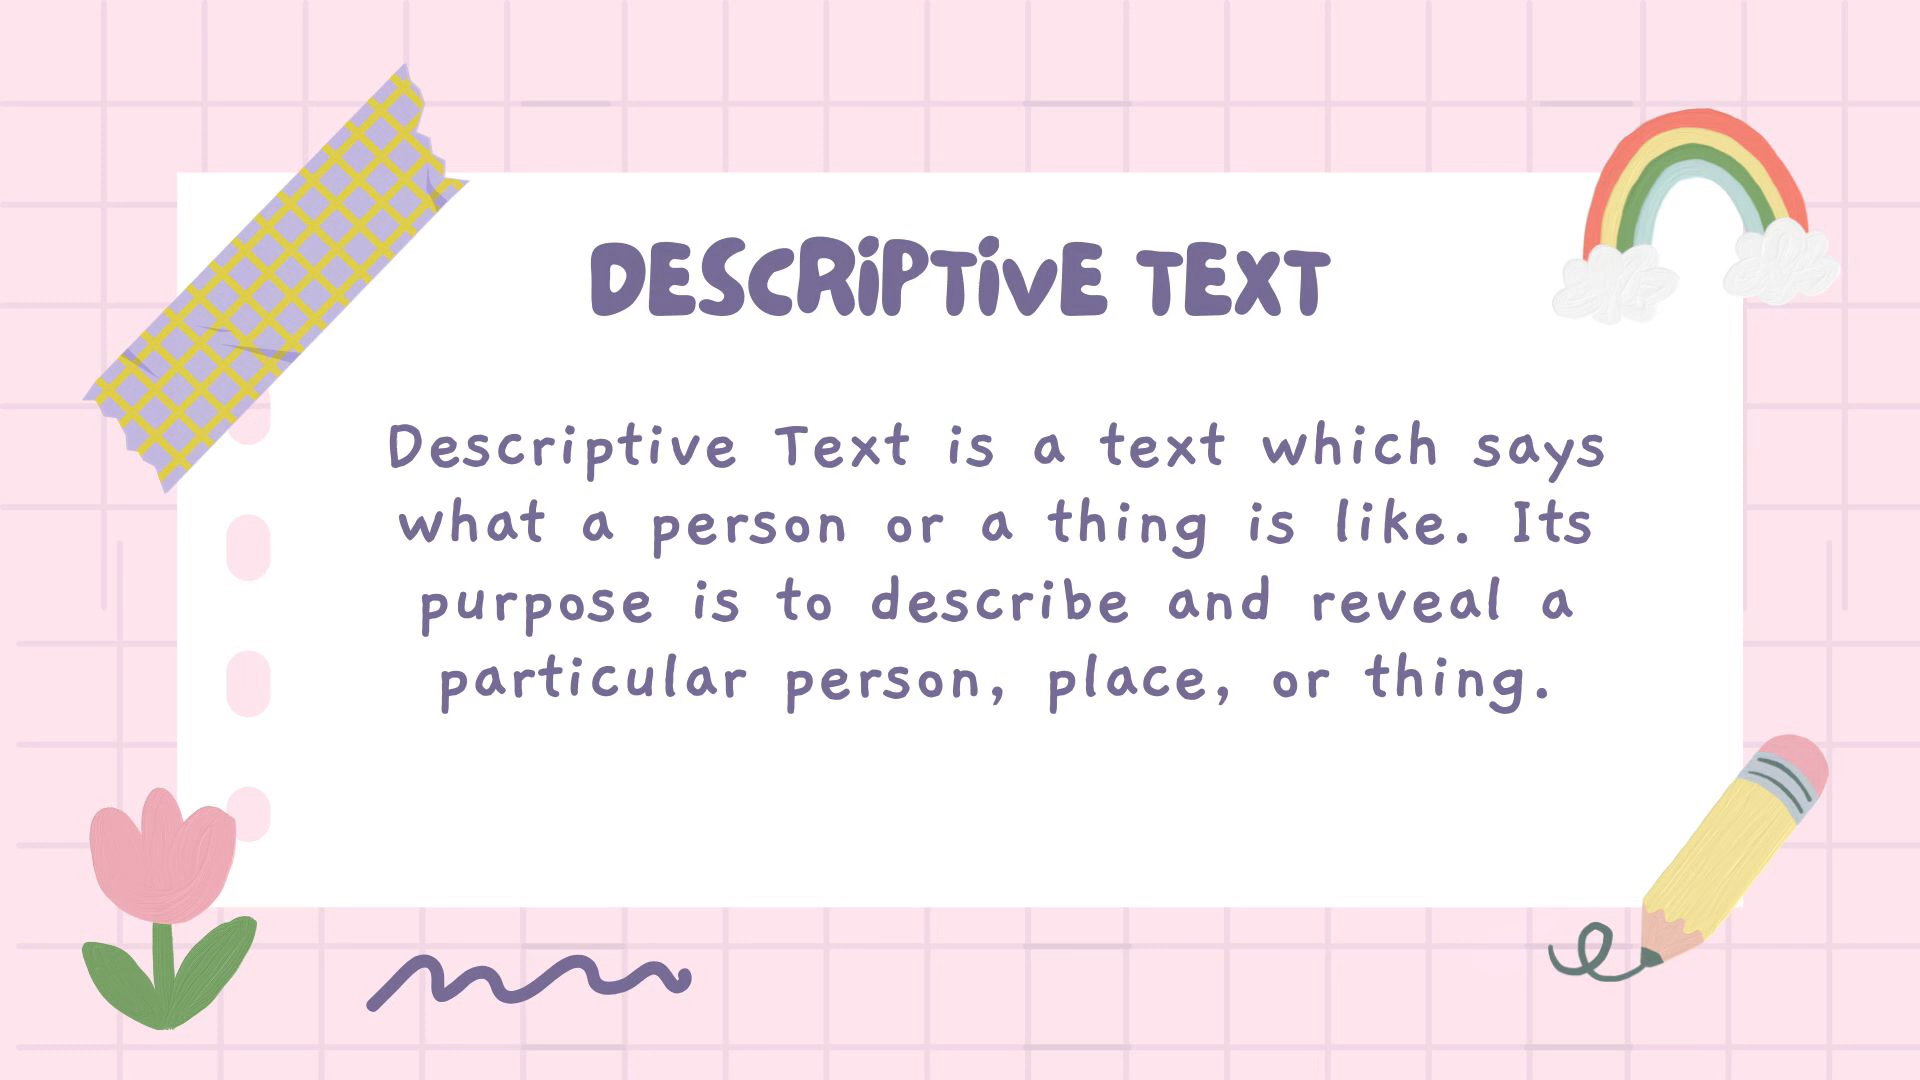 DESCRiPTiVE TEXT
Descriptive Text is a text which says
what a person or a thing is like. Its
purpose is to describe and reveal a
particular person, place, or thing.